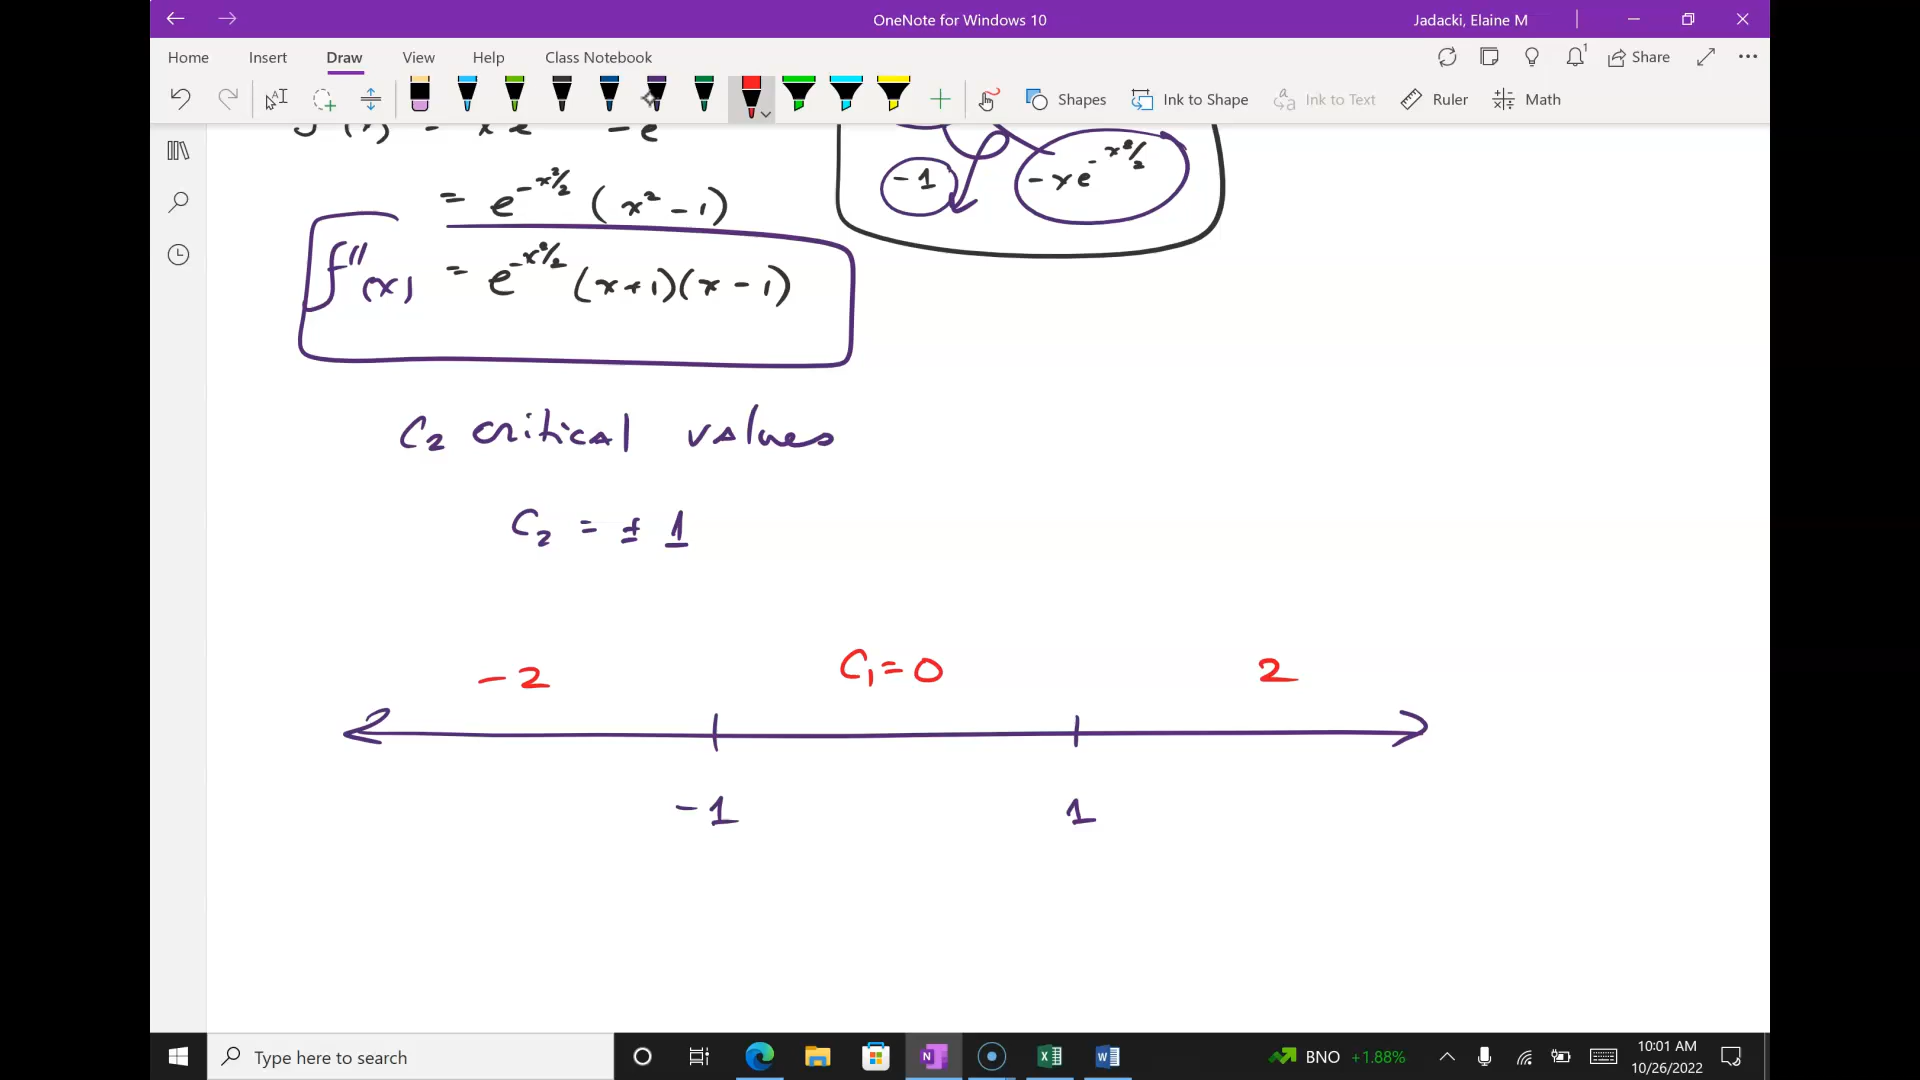 OneNote for Windows 10
Jadacki, Elaine M
Home Insert Draw View Help Class Notebook
1
Share
Shapes Ink to Shape Ink to Text Ruler Math
= e^{-x²/2} (x² - 1)
f''(x) = e^{-x²/2} (x+1)(x-1)
-1
-xe^{-x²/2}
C₂ critical values
C₂ = ± 1
-2 C₁=0 2
-1 1
Type here to search
BNO +1.88%
10:01 AM
10/26/2022